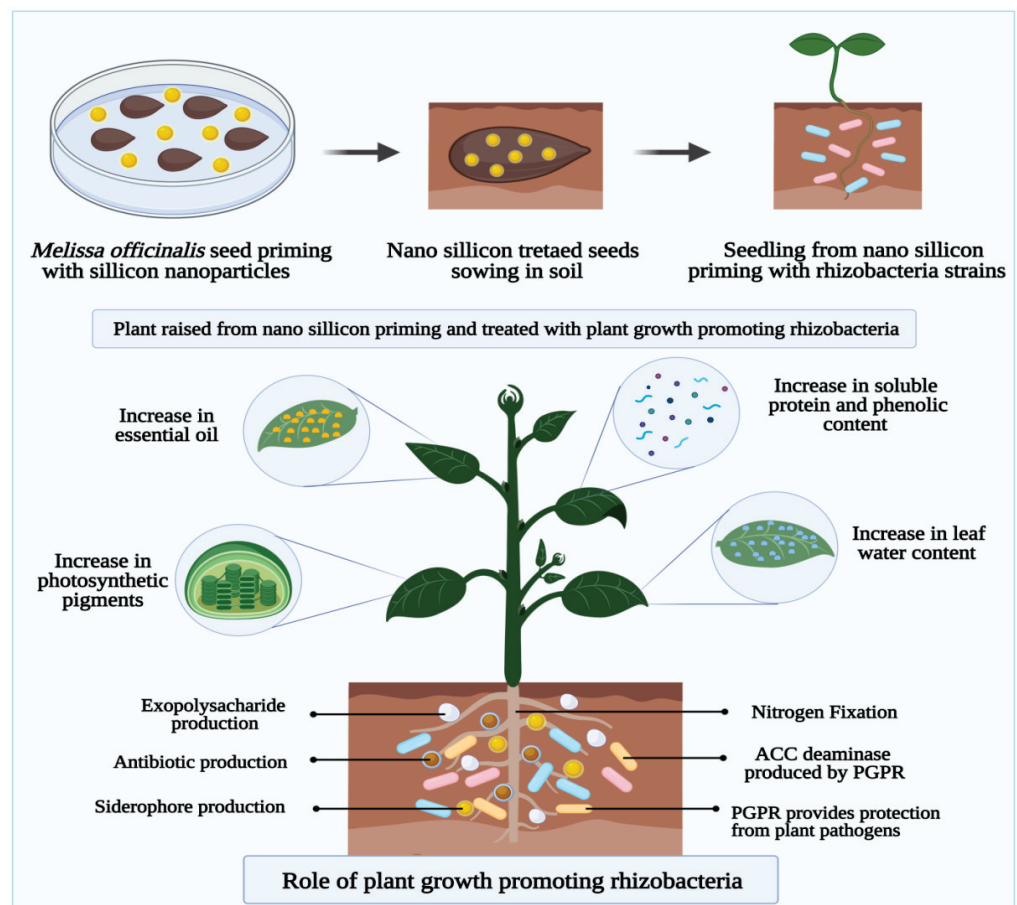 Melissa officinalis seed priming
with sillicon nanoparticles
Nano sillicon tretaed seeds
sowing in soil
Seedling from nano sillicon
priming with rhizobacteria strains
Plant raised from nano sillicon priming and treated with plant growth promoting rhizobacteria
Increase in
essential oil
Increase in soluble
protein and phenolic
content
Increase in
photosynthetic
pigments
Increase in leaf
water content
Exopolysacharide
production
Antibiotic production
Siderophore production
Nitrogen Fixation
ACC deaminase
produced by PGPR
PGPR provides protection
from plant pathogens
Role of plant growth promoting rhizobacteria